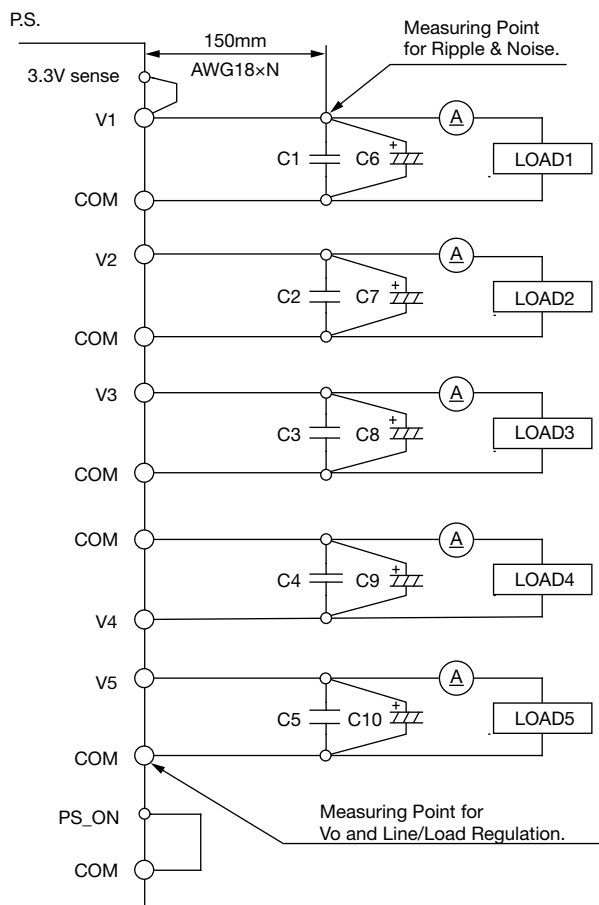 P.S.
150mm
AWG18×N
Measuring Point
for Ripple & Noise.
3.3V sense
V1
A
C1
C6
+
LOAD1
COM
V2
A
C2
C7
+
LOAD2
COM
V3
A
C3
C8
+
LOAD3
COM
COM
A
C4
C9
+
LOAD4
V4
V5
A
C5
C10
+
LOAD5
COM
PS_ON
COM
Measuring Point for
Vo and Line/Load Regulation.